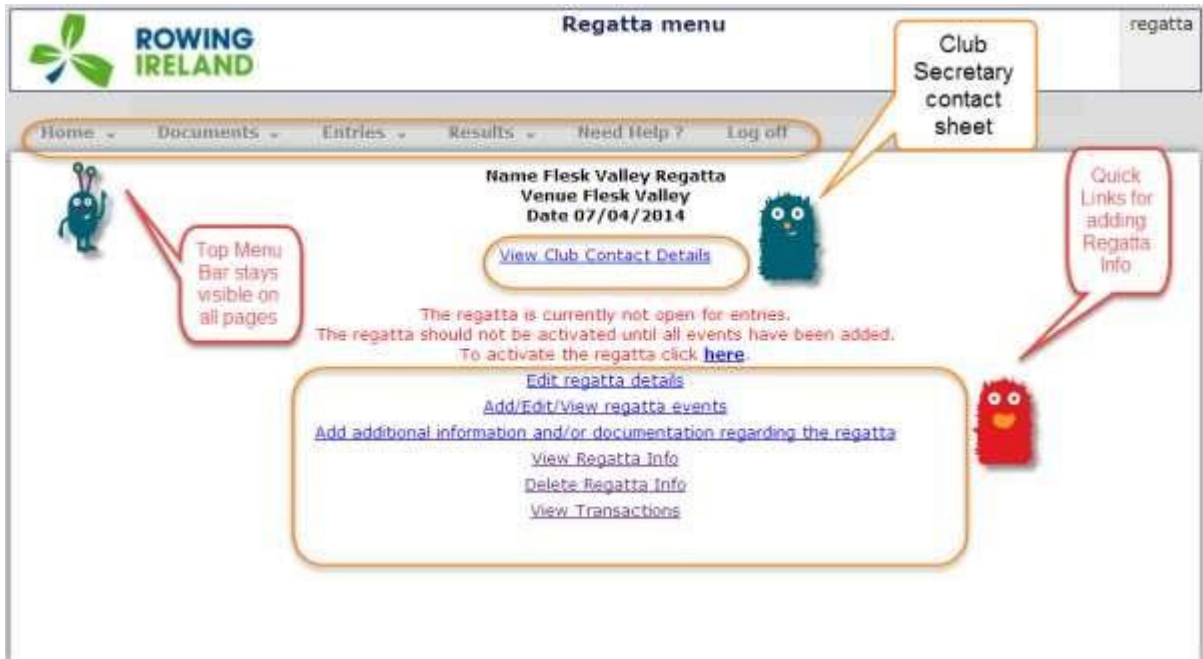 Regatta menu
regatta
ROWING
IRELAND
Club
Secretary
contact
sheet
Home Documents Entries Results Need Help ? Log off
Name Flesk Valley Regatta
Venue Flesk Valley
Date 07/04/2014
View Club Contact Details
Quick
Links for
adding
Regatta
Info
Top Menu
Bar stays
visible on
all pages
The regatta is currently not open for entries.
The regatta should not be activated until all events have been added.
To activate the regatta click here.
Edit regatta details
Add/Edit/View regatta events
Add additional information and/or documentation regarding the regatta
View Regatta Info
Delete Regatta Info
View Transactions